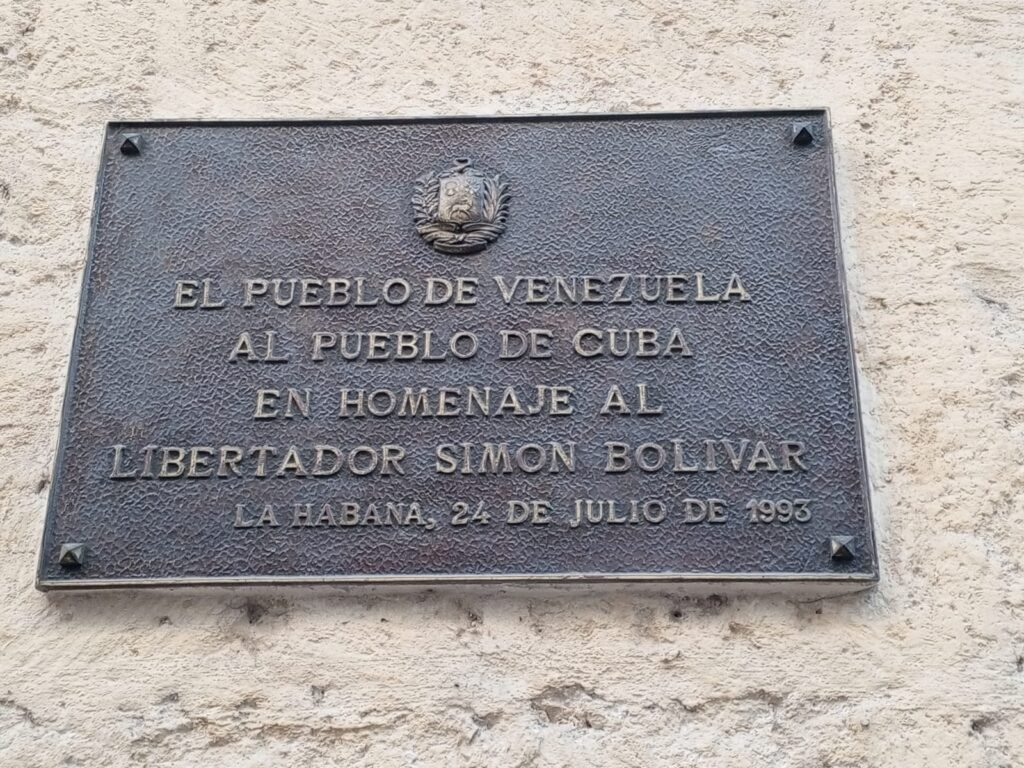 EL PUEBLO DE VENEZUELA
AL PUEBLO DE CUBA
EN HOMENAJE AL
LIBERTADOR SIMON BOLIVAR
LA HABANA, 24 DE JULIO DE 1993